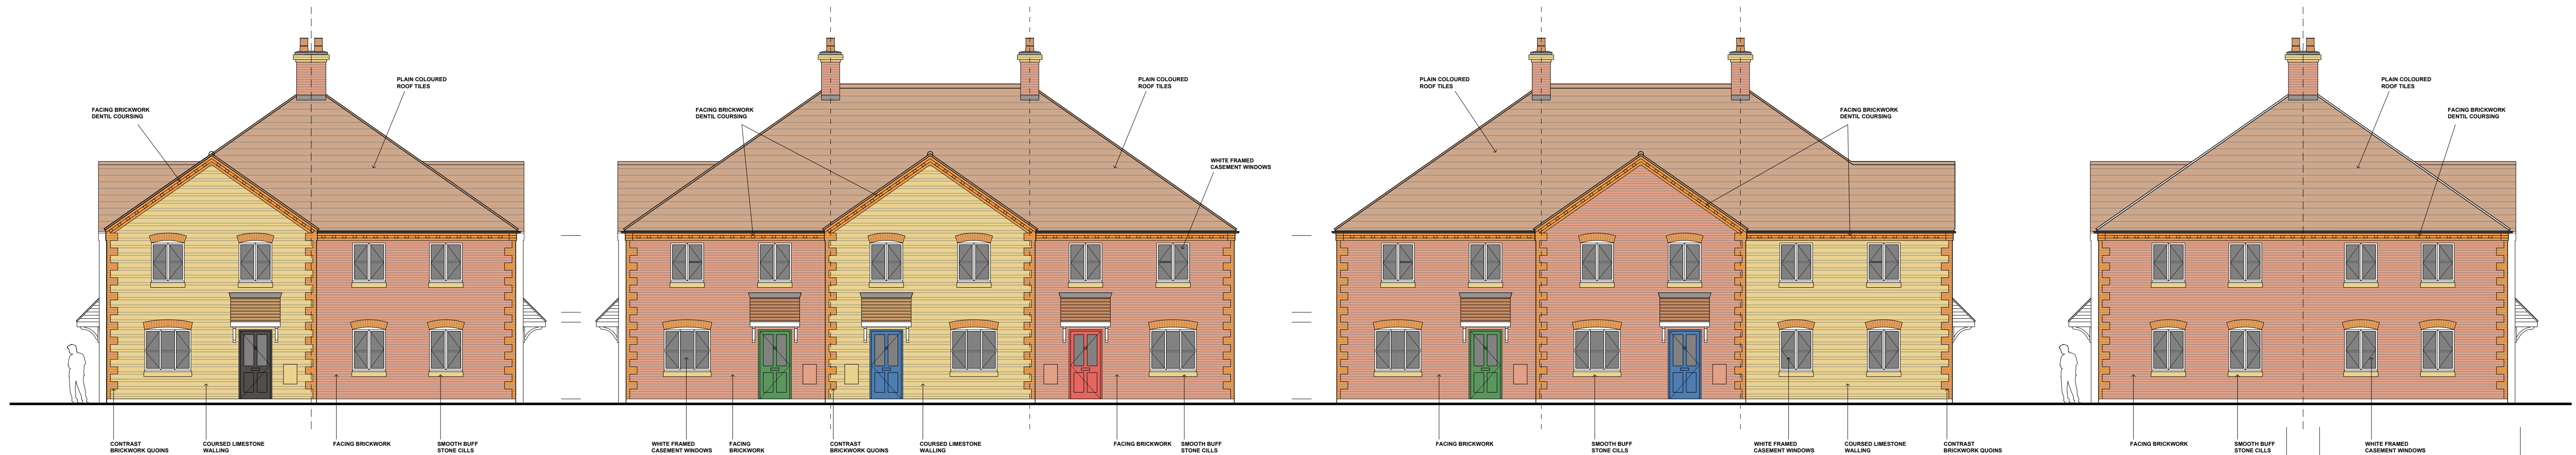 FACING BRICKWORK
DENTIL COURSING
PLAIN COLOURED
ROOF TILES
CONTRAST
BRICKWORK QUOINS
COURSED LIMESTONE
WALLING
FACING BRICKWORK
SMOOTH BUFF
STONE CILLS
FACING BRICKWORK
DENTIL COURSING
PLAIN COLOURED
ROOF TILES
WHITE FRAMED
CASEMENT WINDOWS
WHITE FRAMED
CASEMENT WINDOWS
FACING
BRICKWORK
CONTRAST
BRICKWORK QUOINS
COURSED LIMESTONE
WALLING
FACING BRICKWORK
SMOOTH BUFF
STONE CILLS
PLAIN COLOURED
ROOF TILES
FACING BRICKWORK
DENTIL COURSING
FACING BRICKWORK
SMOOTH BUFF
STONE CILLS
WHITE FRAMED
CASEMENT WINDOWS
COURSED LIMESTONE
WALLING
CONTRAST
BRICKWORK QUOINS
PLAIN COLOURED
ROOF TILES
FACING BRICKWORK
DENTIL COURSING
FACING BRICKWORK
SMOOTH BUFF
STONE CILLS
WHITE FRAMED
CASEMENT WINDOWS